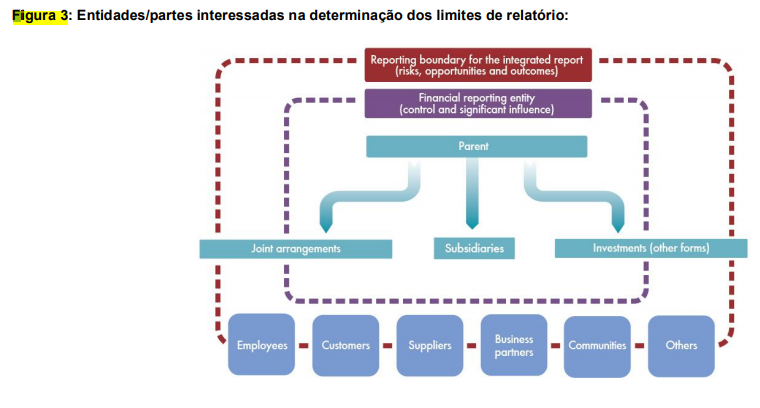 Figura 3: Entidades/partes interessadas na determinação dos limites de relatório:
Reporting boundary for the integrated report
(risks, opportunities and outcomes)
Financial reporting entity
(control and significant influence)
Parent
Joint arrangements
Subsidiaries
Investments (other forms)
Employees
Customers
Suppliers
Business
partners
Communities
Others